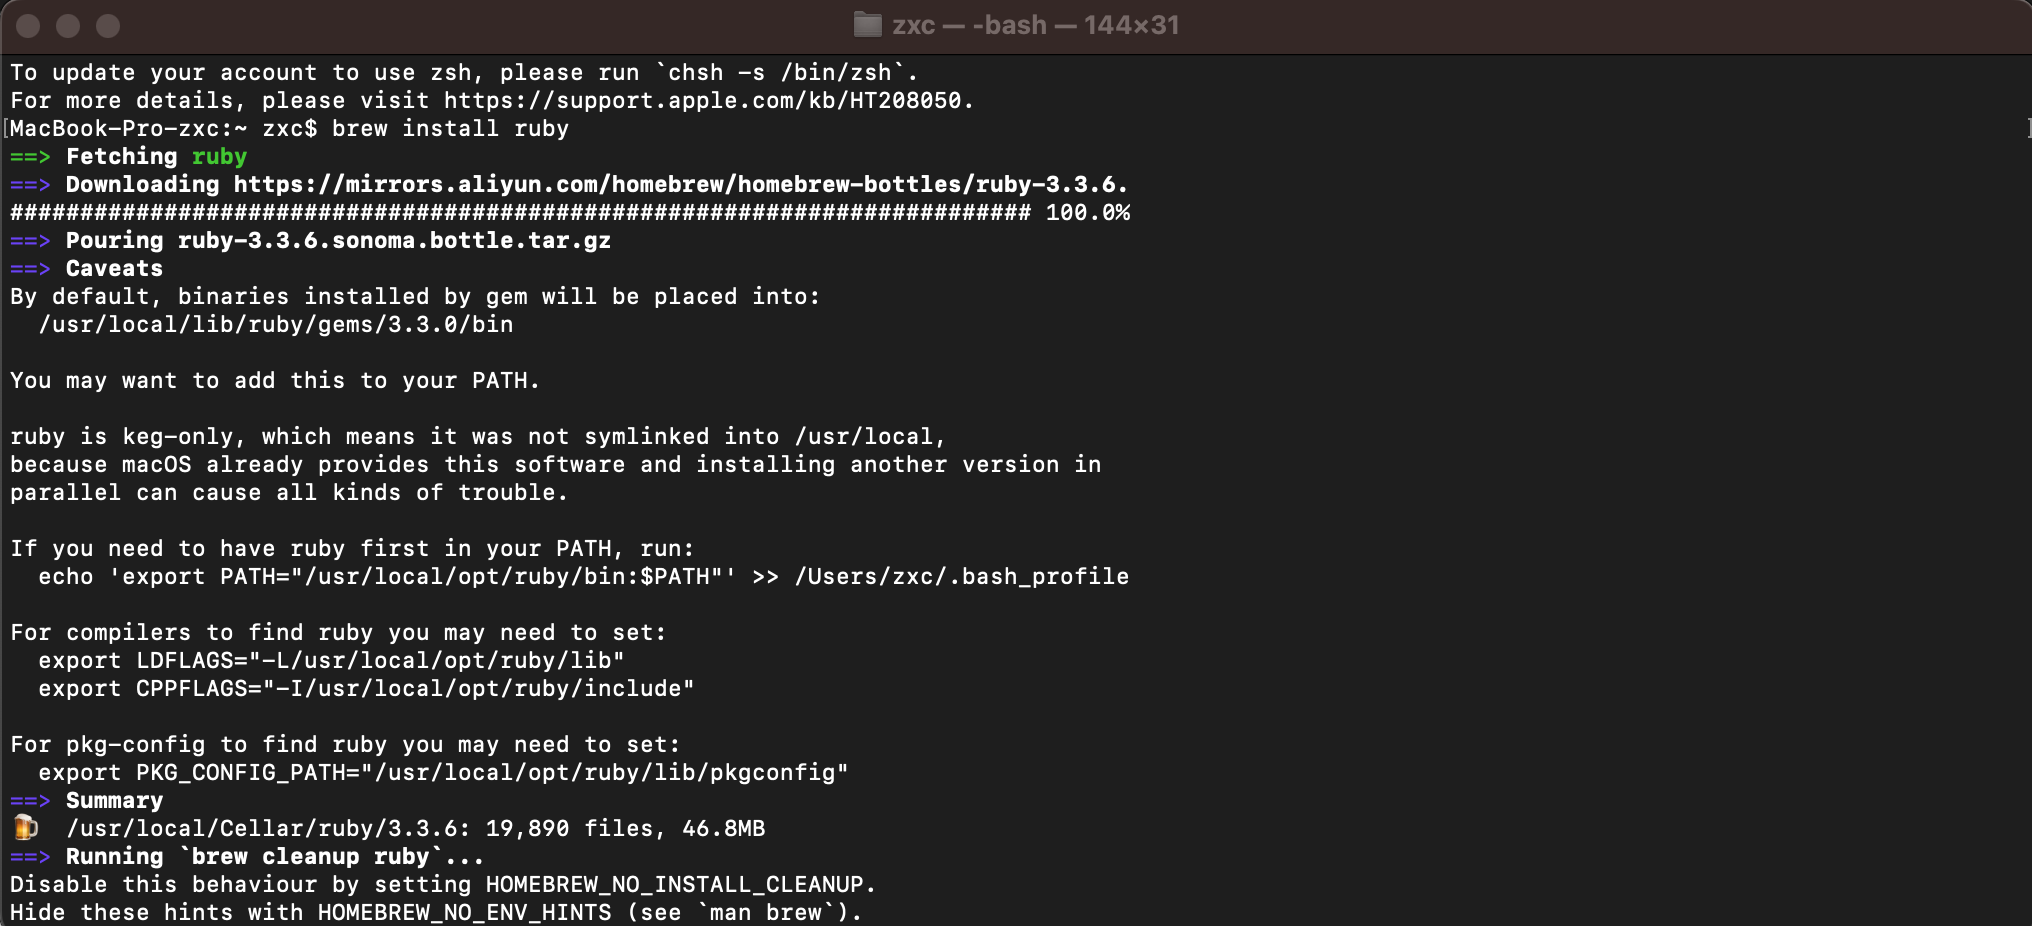 zxc — -bash — 144×31
To update your account to use zsh, please run `chsh -s /bin/zsh`.
For more details, please visit https://support.apple.com/kb/HT208050.
[MacBook-Pro-zxc:~ zxc$ brew install ruby
==> Fetching ruby
==> Downloading https://mirrors.aliyun.com/homebrew/homebrew-bottles/ruby-3.3.6.
######################################################################### 100.0%
==> Pouring ruby-3.3.6.sonoma.bottle.tar.gz
==> Caveats
By default, binaries installed by gem will be placed into:
  /usr/local/lib/ruby/gems/3.3.0/bin

You may want to add this to your PATH.

ruby is keg-only, which means it was not symlinked into /usr/local,
because macOS already provides this software and installing another version in
parallel can cause all kinds of trouble.

If you need to have ruby first in your PATH, run:
  echo 'export PATH="/usr/local/opt/ruby/bin:$PATH"' >> /Users/zxc/.bash_profile

For compilers to find ruby you may need to set:
  export LDFLAGS="-L/usr/local/opt/ruby/lib"
  export CPPFLAGS="-I/usr/local/opt/ruby/include"

For pkg-config to find ruby you may need to set:
  export PKG_CONFIG_PATH="/usr/local/opt/ruby/lib/pkgconfig"
==> Summary
🍺  /usr/local/Cellar/ruby/3.3.6: 19,890 files, 46.8MB
==> Running `brew cleanup ruby`...
Disable this behaviour by setting HOMEBREW_NO_INSTALL_CLEANUP.
Hide these hints with HOMEBREW_NO_ENV_HINTS (see `man brew`).